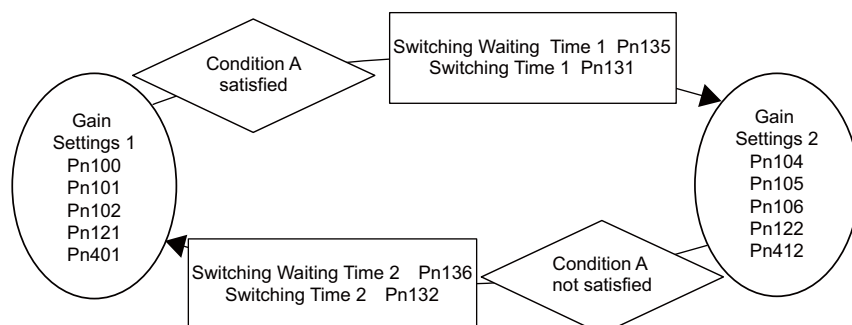 Condition A
satisfied
Switching Waiting Time 1 Pn135
Switching Time 1 Pn131
Gain
Settings 1
Pn100
Pn101
Pn102
Pn121
Pn401
Gain
Settings 2
Pn104
Pn105
Pn106
Pn122
Pn412
Switching Waiting Time 2 Pn136
Switching Time 2 Pn132
Condition A
not satisfied